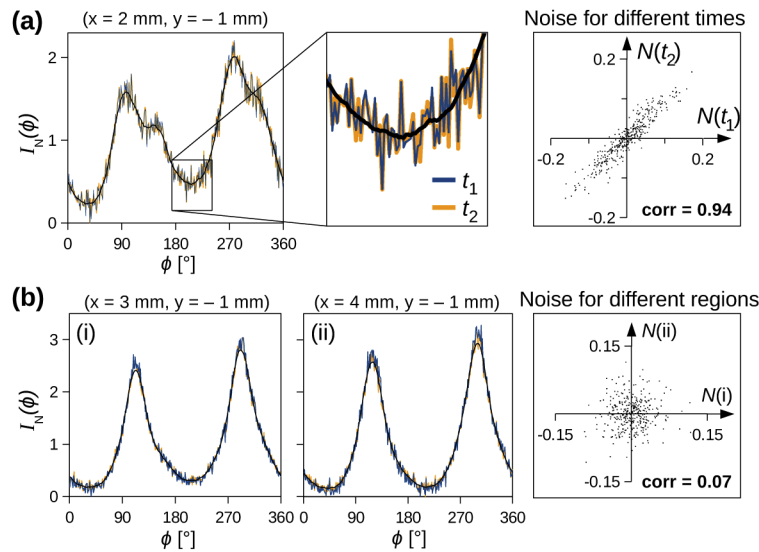 (a)
(x = 2 mm, y = – 1 mm)
Noise for different times
I_N(ϕ)
2
1
0
0 90 180 270 360
ϕ [°]
t_1
t_2
N(t_2)
N(t_1)
0.2
-0.2
0.2
-0.2
corr = 0.94
(b)
(x = 3 mm, y = – 1 mm)
(x = 4 mm, y = – 1 mm)
Noise for different regions
I_N(ϕ)
3
2
1
0
(i)
0 90 180 270 360
ϕ [°]
(ii)
0 90 180 270 360
ϕ [°]
N(ii)
N(i)
0.15
-0.15
0.15
-0.15
corr = 0.07